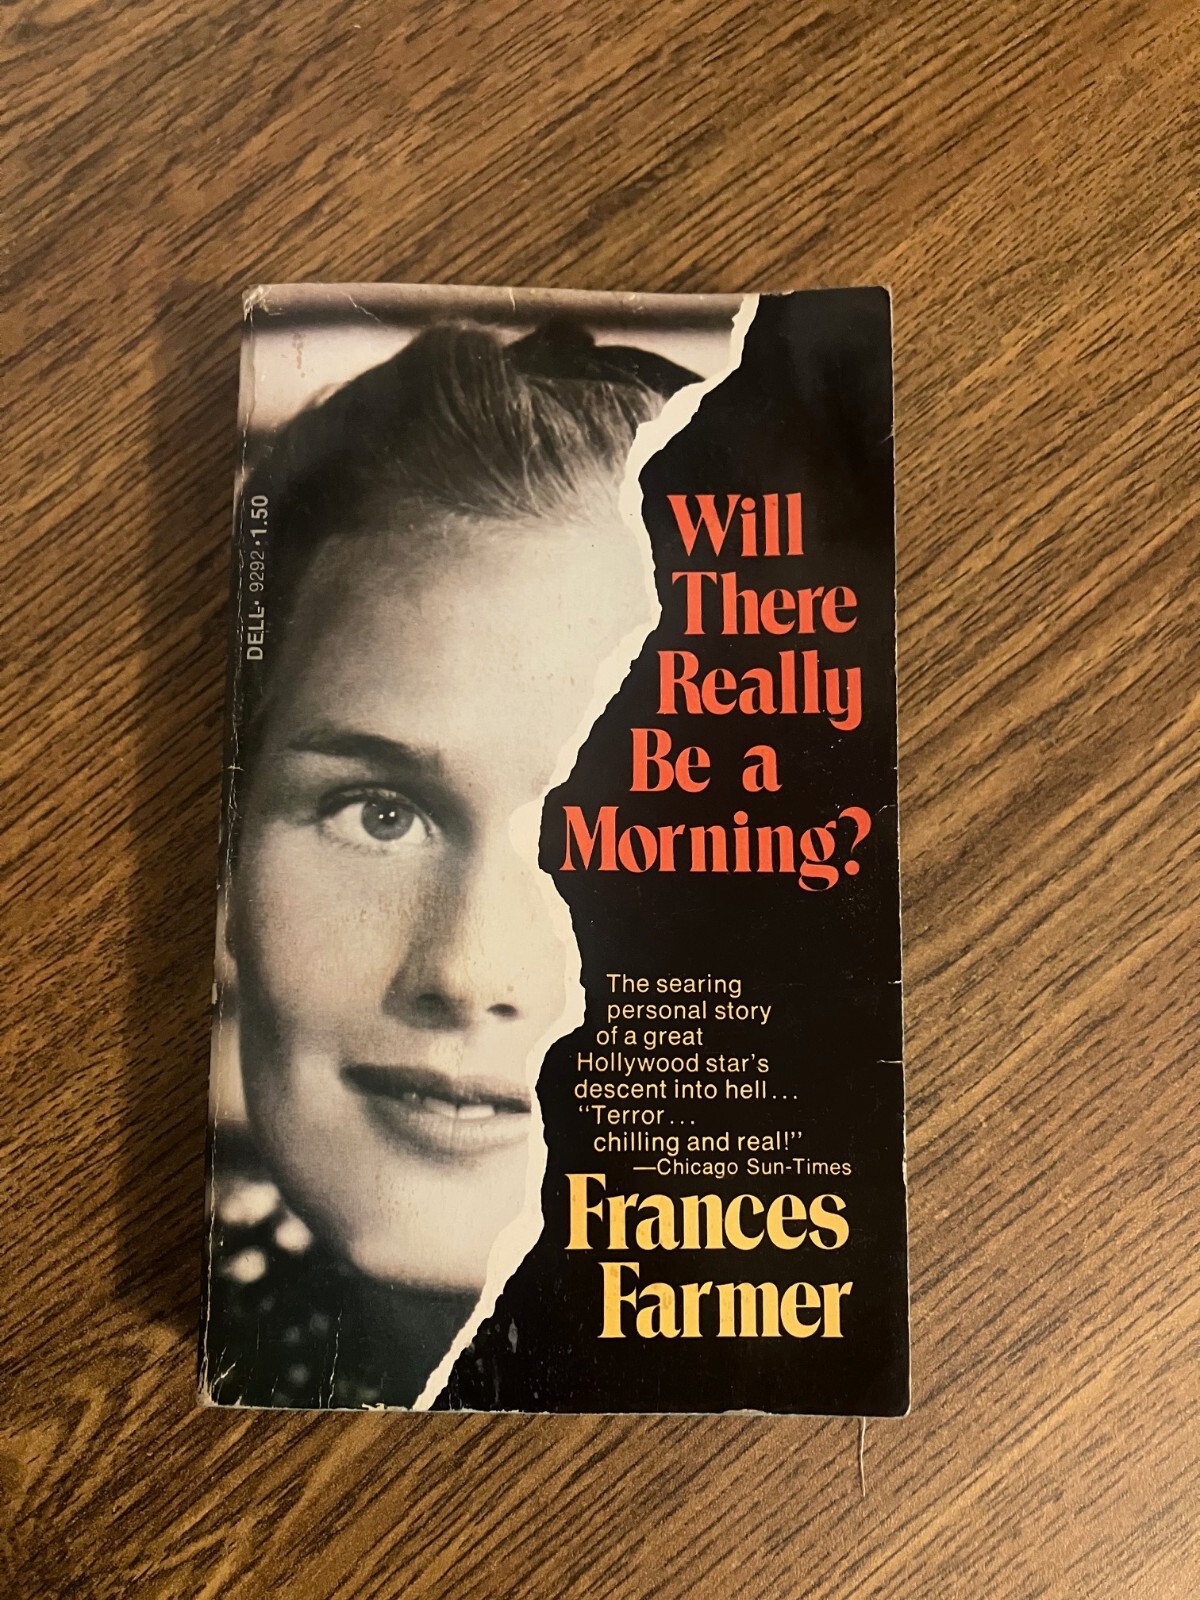 DELL • 9292 • 1.50
Will
There
Really
Be a
Morning?
The searing
personal story
of a great
Hollywood star's
descent into hell...
"Terror...
chilling and real!"
—Chicago Sun-Times
Frances
Farmer